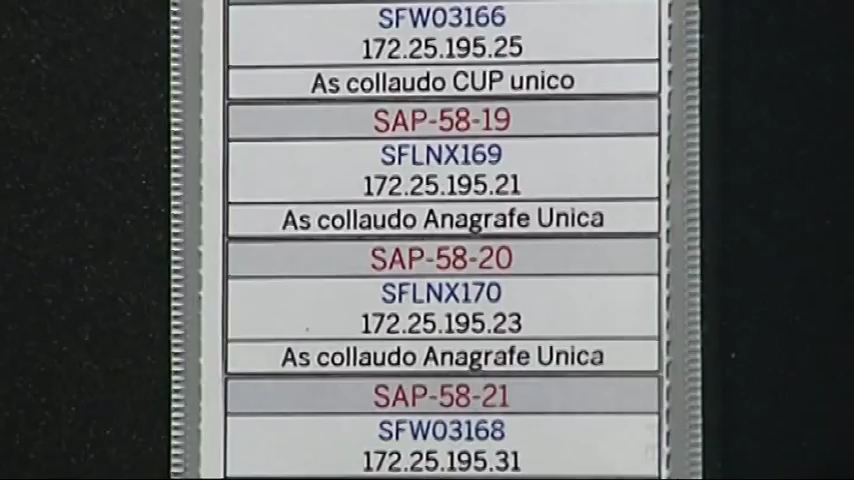 SFW03166
172.25.195.25
As collaudo CUP unico
SAP-58-19
SFLNX169
172.25.195.21
As collaudo Anagrafe Unica
SAP-58-20
SFLNX170
172.25.195.23
As collaudo Anagrafe Unica
SAP-58-21
SFW03168
172.25.195.31